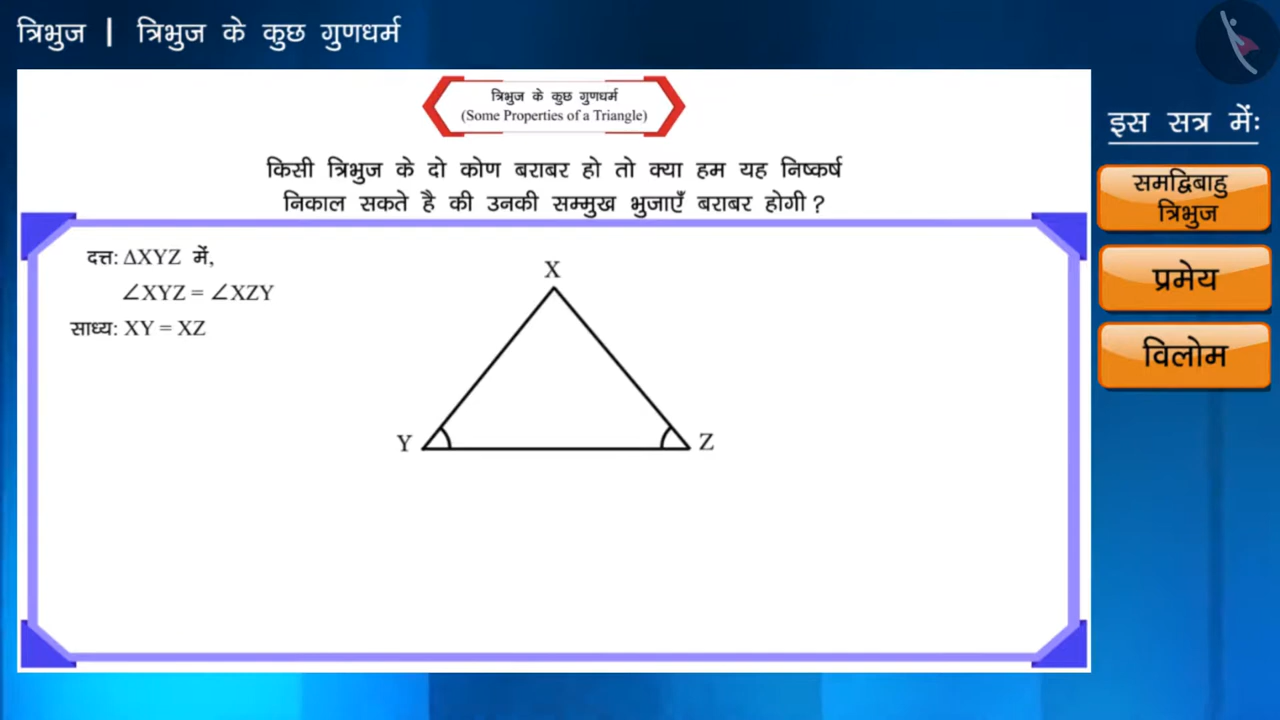 त्रिभुज | त्रिभुज के कुछ गुणधर्म
त्रिभुज के कुछ गुणधर्म
(Some Properties of a Triangle)
किसी त्रिभुज के दो कोण बराबर हो तो क्या हम यह निष्कर्ष
निकाल सकते है की उनकी सम्मुख भुजाएँ बराबर होगी ?
दत्त: ΔXYZ में,
∠XYZ = ∠XZY
साध्य: XY = XZ
X
Y
Z
इस सत्र में:
समद्विबाहु
त्रिभुज
प्रमेय
विलोम